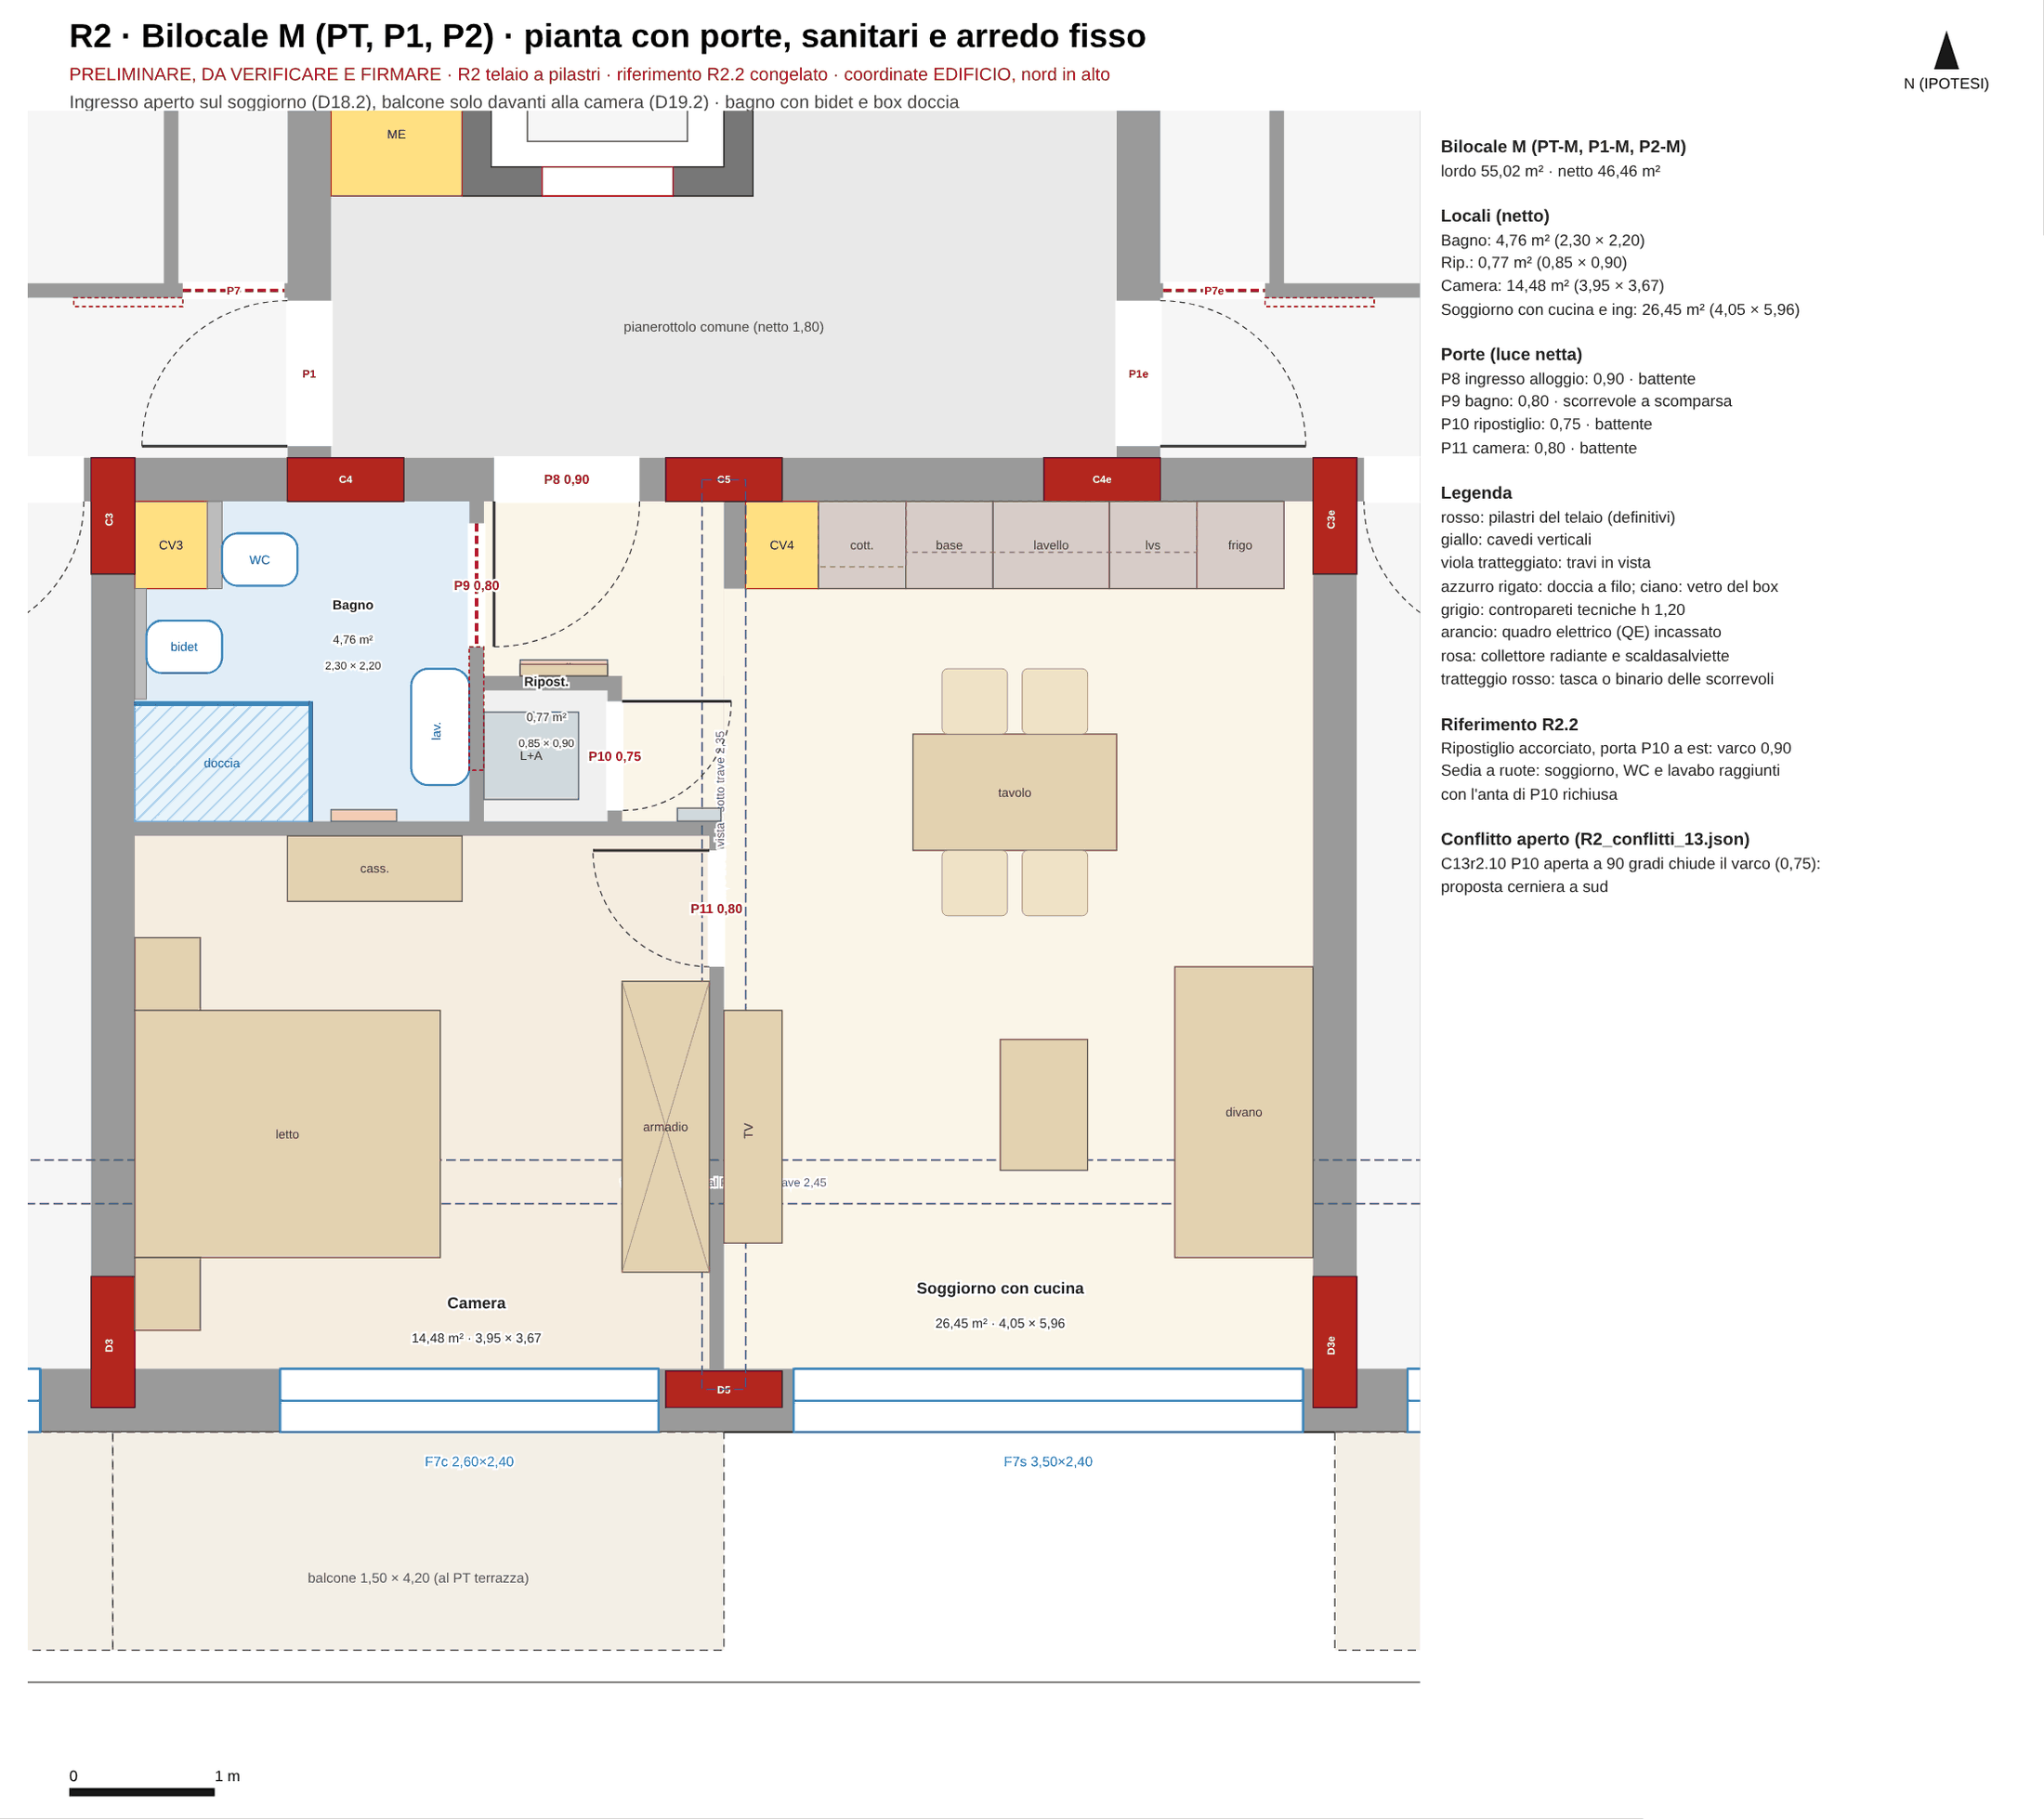 R2 · Bilocale M (PT, P1, P2) · pianta con porte, sanitari e arredo fisso
PRELIMINARE, DA VERIFICARE E FIRMARE · R2 telaio a pilastri · riferimento R2.2 congelato · coordinate EDIFICIO, nord in alto
Ingresso aperto sul soggiorno (D18.2), balcone solo davanti alla camera (D19.2) · bagno con bidet e box doccia
N (IPOTESI)
ME
P7
P7e
pianerottolo comune (netto 1,80)
P1
P1e
C3
C4
P8 0,90
C5
C4e
C3e
CV3
WC
CV4
cott.
base
lavello
lvs
frigo
P9 0,80
Bagno
4,76 m²
2,30 × 2,20
bidet
lav.
doccia
Ripost.
0,77 m²
0,85 × 0,90
L+A
P10 0,75
sotto trave 2,35
tavolo
cass.
P11 0,80
letto
armadio
TV
divano
2,45
Camera
14,48 m² · 3,95 × 3,67
Soggiorno con cucina
26,45 m² · 4,05 × 5,96
D3
D5
D3e
F7c 2,60×2,40
F7s 3,50×2,40
balcone 1,50 × 4,20 (al PT terrazza)
0
1 m
Bilocale M (PT-M, P1-M, P2-M)
lordo 55,02 m² · netto 46,46 m²
Locali (netto)
Bagno: 4,76 m² (2,30 × 2,20)
Rip.: 0,77 m² (0,85 × 0,90)
Camera: 14,48 m² (3,95 × 3,67)
Soggiorno con cucina e ing: 26,45 m² (4,05 × 5,96)
Porte (luce netta)
P8 ingresso alloggio: 0,90 · battente
P9 bagno: 0,80 · scorrevole a scomparsa
P10 ripostiglio: 0,75 · battente
P11 camera: 0,80 · battente
Legenda
rosso: pilastri del telaio (definitivi)
giallo: cavedi verticali
viola tratteggiato: travi in vista
azzurro rigato: doccia a filo; ciano: vetro del box
grigio: contropareti tecniche h 1,20
arancio: quadro elettrico (QE) incassato
rosa: collettore radiante e scaldasalviette
tratteggio rosso: tasca o binario delle scorrevoli
Riferimento R2.2
Ripostiglio accorciato, porta P10 a est: varco 0,90
Sedia a ruote: soggiorno, WC e lavabo raggiunti
con l'anta di P10 richiusa
Conflitto aperto (R2_conflitti_13.json)
C13r2.10 P10 aperta a 90 gradi chiude il varco (0,75):
proposta cerniera a sud